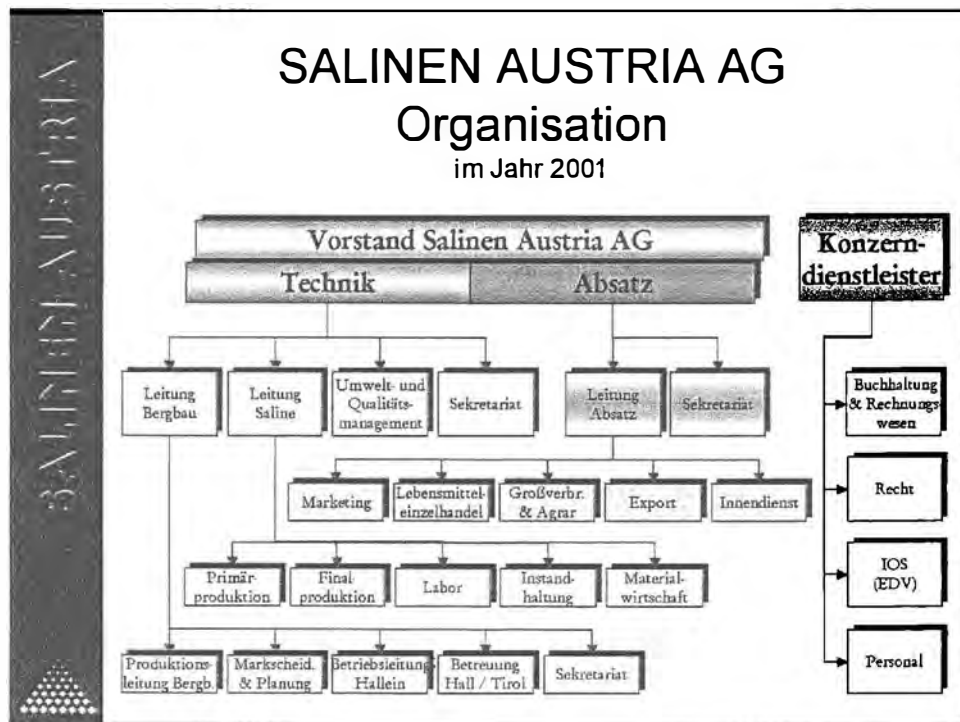 SALINEN AUSTRIA
SALINEN AUSTRIA AG
Organisation
im Jahr 2001
Vorstand Salinen Austria AG
Technik
Absatz
Konzern-
dienstleister
Leitung
Bergbau
Leitung
Saline
Umwelt- und
Qualitäts-
management
Sekretariat
Leitung
Absatz
Sekretariat
Buchhaltung
& Rechnungs
wesen
Marketing
Lebensmittel-
einzelhandel
Großverbr.
& Agrar
Export
Innendienst
Recht
Primär-
produktion
Final
produktion
Labor
Instand-
haltung
Material-
wirtschaft
IOS
(EDV)
Produktions-
leitung Bergb.
Markscheid.
& Planung
Betriebsleitung
Hallein
Betreuung
Hall / Tirol
Sekretariat
Personal